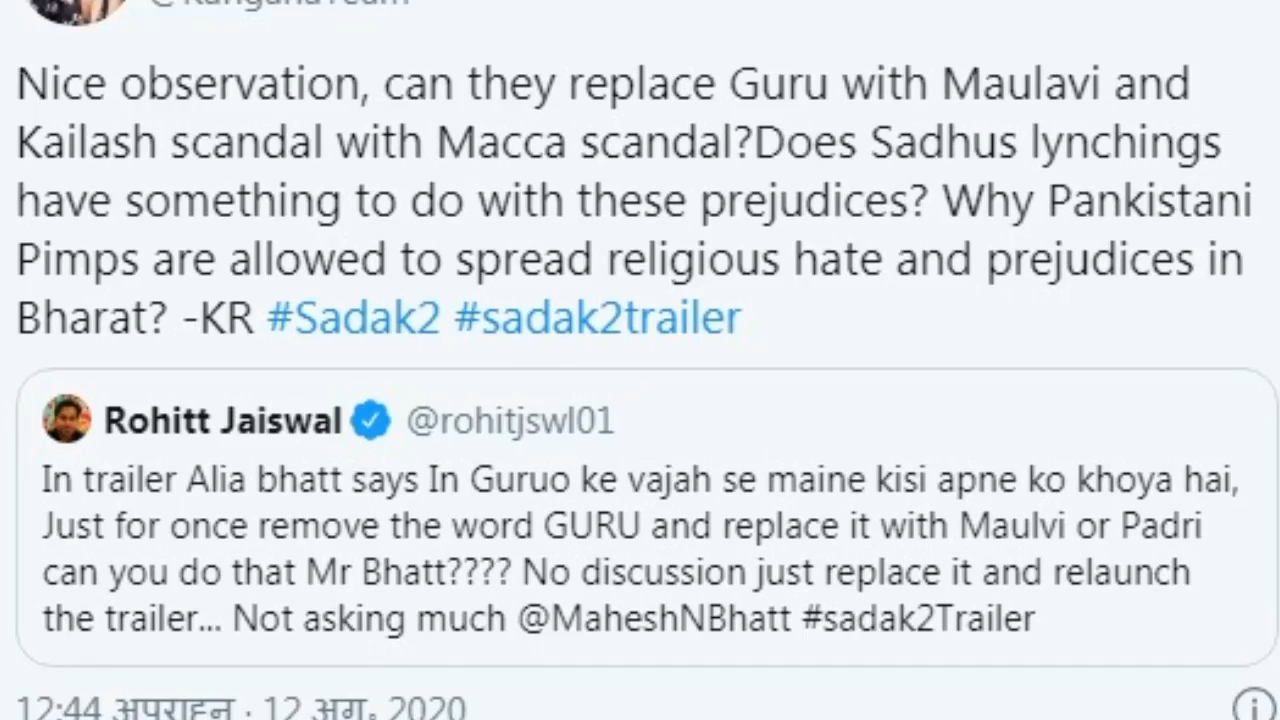 @KanganaTeam
Nice observation, can they replace Guru with Maulavi and
Kailash scandal with Macca scandal?Does Sadhus lynchings
have something to do with these prejudices? Why Pankistani
Pimps are allowed to spread religious hate and prejudices in
Bharat? -KR #Sadak2 #sadak2trailer
Rohitt Jaiswal @rohitjswl01
In trailer Alia bhatt says In Guruo ke vajah se maine kisi apne ko khoya hai,
Just for once remove the word GURU and replace it with Maulvi or Padri
can you do that Mr Bhatt???? No discussion just replace it and relaunch
the trailer... Not asking much @MaheshNBhatt #sadak2Trailer
12:44 अपराह्न · 12 अग॰ 2020